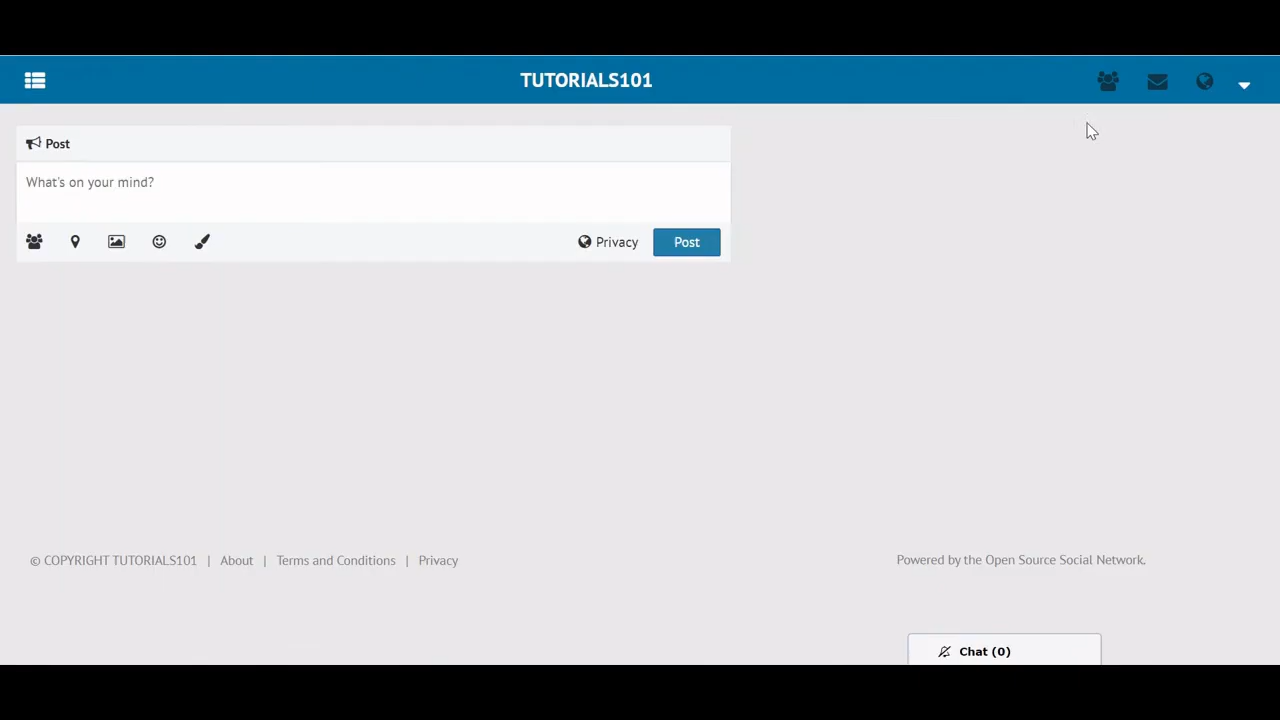 TUTORIALS101
Post
What's on your mind?
Privacy
Post
© COPYRIGHT TUTORIALS101 | About | Terms and Conditions | Privacy
Powered by the Open Source Social Network.
Chat (0)